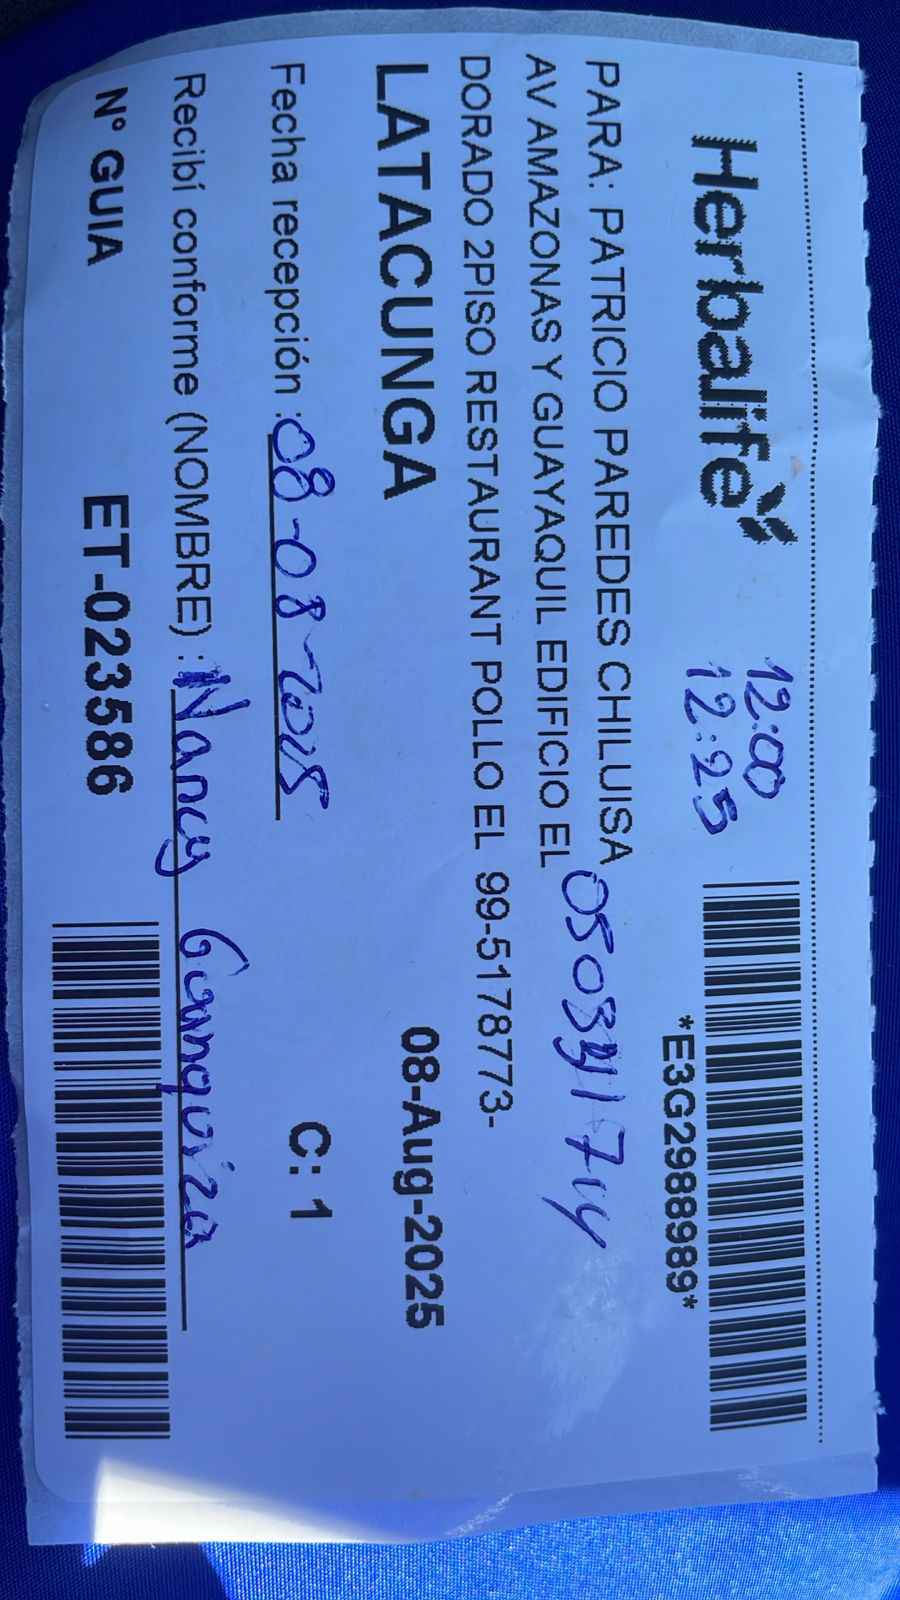 Herbalife
12:00
12:25
*E3G2988989*
PARA: PATRICIO PAREDES CHILUISA
AV AMAZONAS Y GUAYAQUIL EDIFICIO EL
DORADO 2PISO RESTAURANT POLLO EL 99-5178773-
LATACUNGA 08-Aug-2025
Fecha recepción : 08-08-2025 C: 1
Recibí conforme (NOMBRE) : Nancy Guanquiza
N° GUIA ET-023586